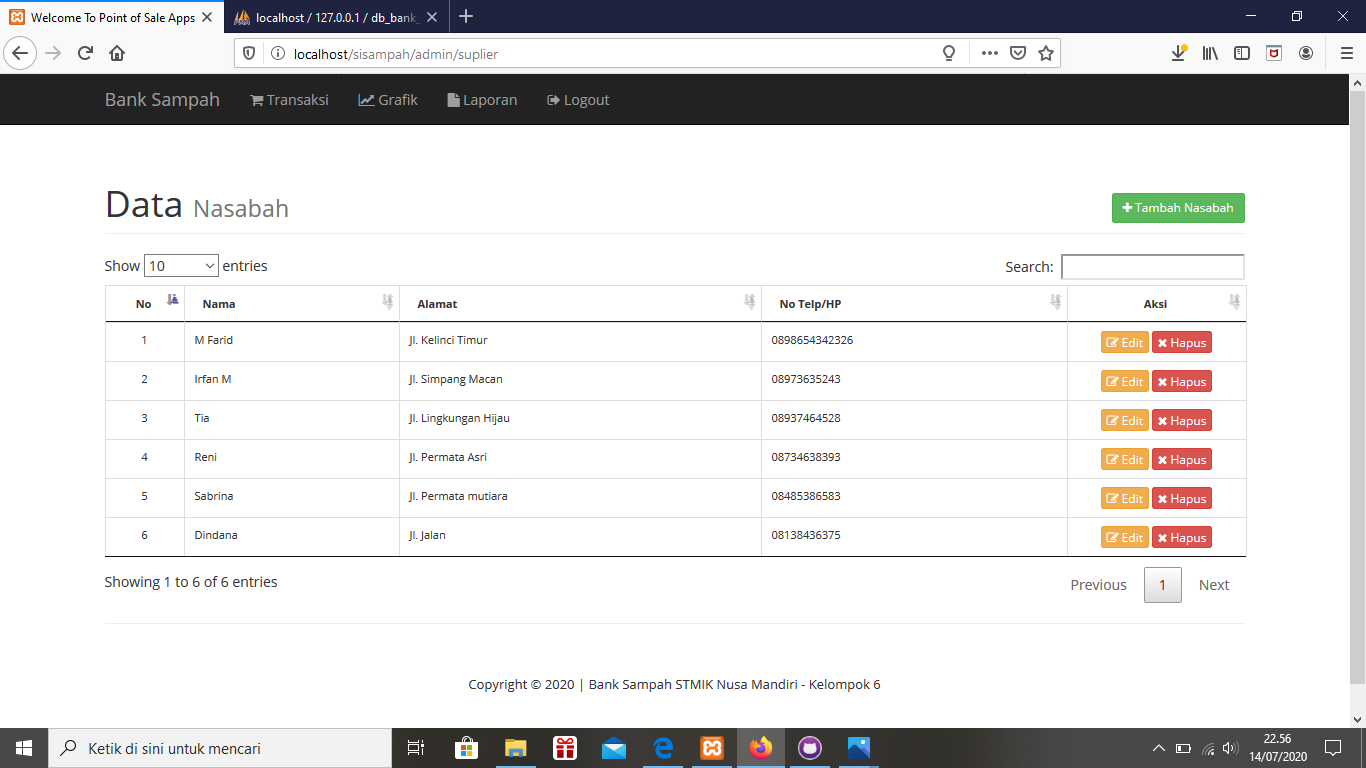 Welcome To Point of Sale Apps
localhost / 127.0.0.1 / db_bank_
localhost/sisampah/admin/suplier
Bank Sampah Transaksi Grafik Laporan Logout
Data Nasabah
Tambah Nasabah
Show 10 entries
Search:
No Nama Alamat No Telp/HP Aksi
1 M Farid Jl. Kelinci Timur 0898654342326 Edit Hapus
2 Irfan M Jl. Simpang Macan 08973635243 Edit Hapus
3 Tia Jl. Lingkungan Hijau 08937464528 Edit Hapus
4 Reni Jl. Permata Asri 08734638393 Edit Hapus
5 Sabrina Jl. Permata mutiara 08485386583 Edit Hapus
6 Dindana Jl. Jalan 08138436375 Edit Hapus
Showing 1 to 6 of 6 entries
Previous 1 Next
Copyright © 2020 | Bank Sampah STMIK Nusa Mandiri - Kelompok 6
Ketik di sini untuk mencari
22.56
14/07/2020